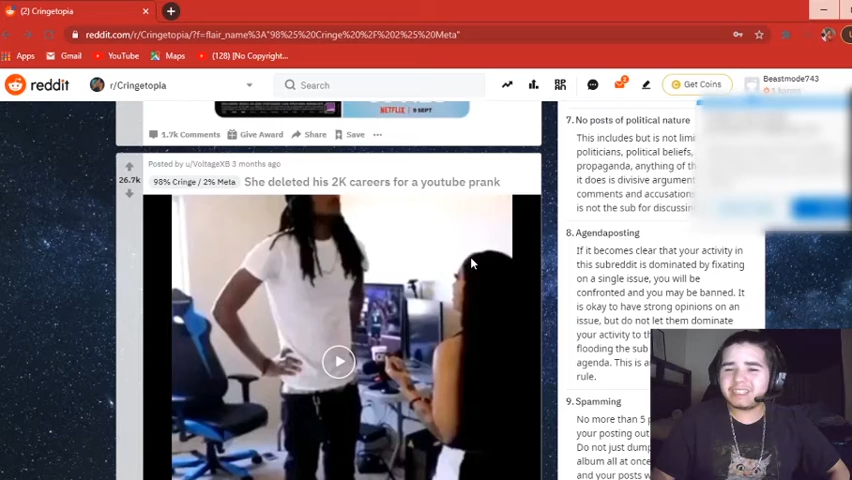 (2) Cringetopia
reddit.com/r/Cringetopia/?f=flair_name%3A"98%25%20Cringe%20%2F%202%25%20Meta"
Apps Gmail YouTube Maps (128) [No Copyright...
reddit r/Cringetopia Search Get Coins Beastmode743
NETFLIX 9 SEPT
1.7k Comments Give Award Share Save
Posted by u/VoltageXB 3 months ago
26.7k
98% Cringe / 2% Meta She deleted his 2K careers for a youtube prank
7. No posts of political nature
This includes but is not limi
politicians, political beliefs,
propaganda, anything of th
it does is divisive argument
comments and accusations
is not the sub for discussin
8. Agendaposting
If it becomes clear that your activity in
this subreddit is dominated by fixating
on a single issue, you will be
confronted and you may be banned. It
is okay to have strong opinions on an
issue, but do not let them dominate
your activity to th
flooding the sub
agenda. This is a
rule.
9. Spamming
No more than 5 p
your posting out
Do not just dump
album all at once
and your posts w